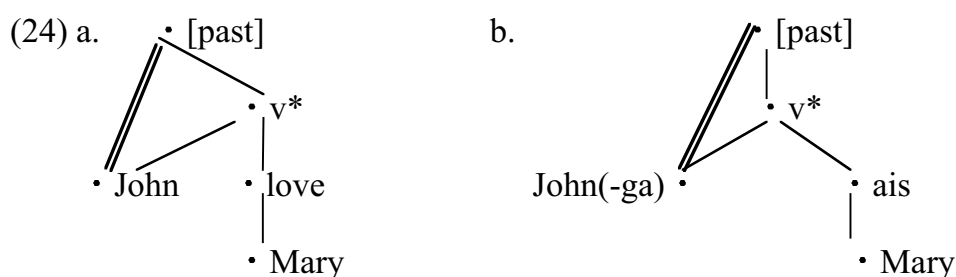 (24) a. [past] b. [past]
v* v*
John love John(-ga) ais
Mary Mary